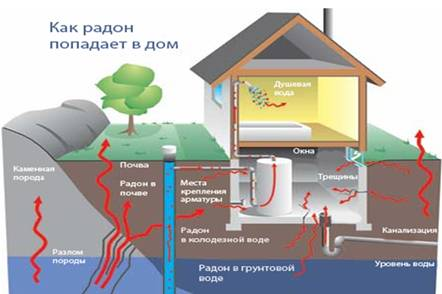 Как радон
попадает в дом
Душевая
вода
Окна
Каменная
порода
Почва
Радон в
почве
Места
крепления
арматуры
Трещины
Разлом
породы
Радон
в колодезной воде
Канализация
Радон в грунтовой
воде
Уровень воды